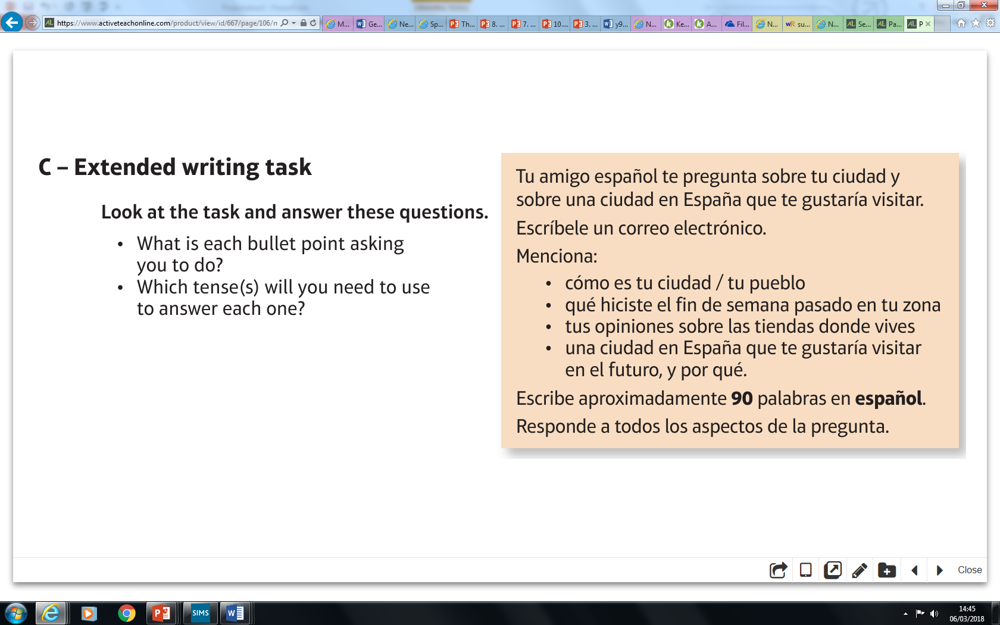 https://www.activeteachonline.com/product/view/id/667/page/106/n
M...
Ge...
Ne...
Sp...
Th...
8. ...
7. ...
10....
3. ...
y9...
N...
Ke...
A...
Fil...
N...
su...
N...
Se...
Pa...
P
C – Extended writing task
Look at the task and answer these questions.
• What is each bullet point asking
you to do?
• Which tense(s) will you need to use
to answer each one?
Tu amigo español te pregunta sobre tu ciudad y
sobre una ciudad en España que te gustaría visitar.
Escríbele un correo electrónico.
Menciona:
• cómo es tu ciudad / tu pueblo
• qué hiciste el fin de semana pasado en tu zona
• tus opiniones sobre las tiendas donde vives
• una ciudad en España que te gustaría visitar
en el futuro, y por qué.
Escribe aproximadamente 90 palabras en español.
Responde a todos los aspectos de la pregunta.
Close
SIMS
14:45
06/03/2018